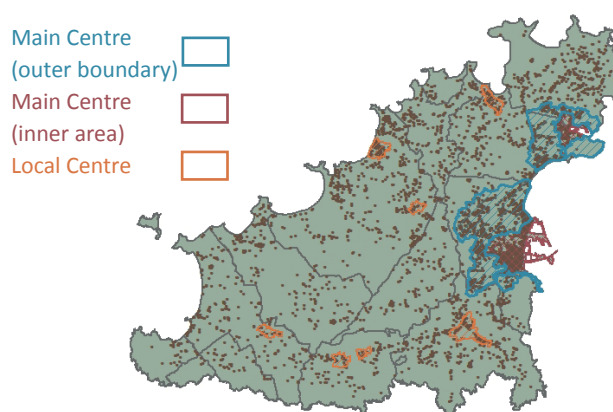 Main Centre
(outer boundary)
Main Centre
(inner area)
Local Centre